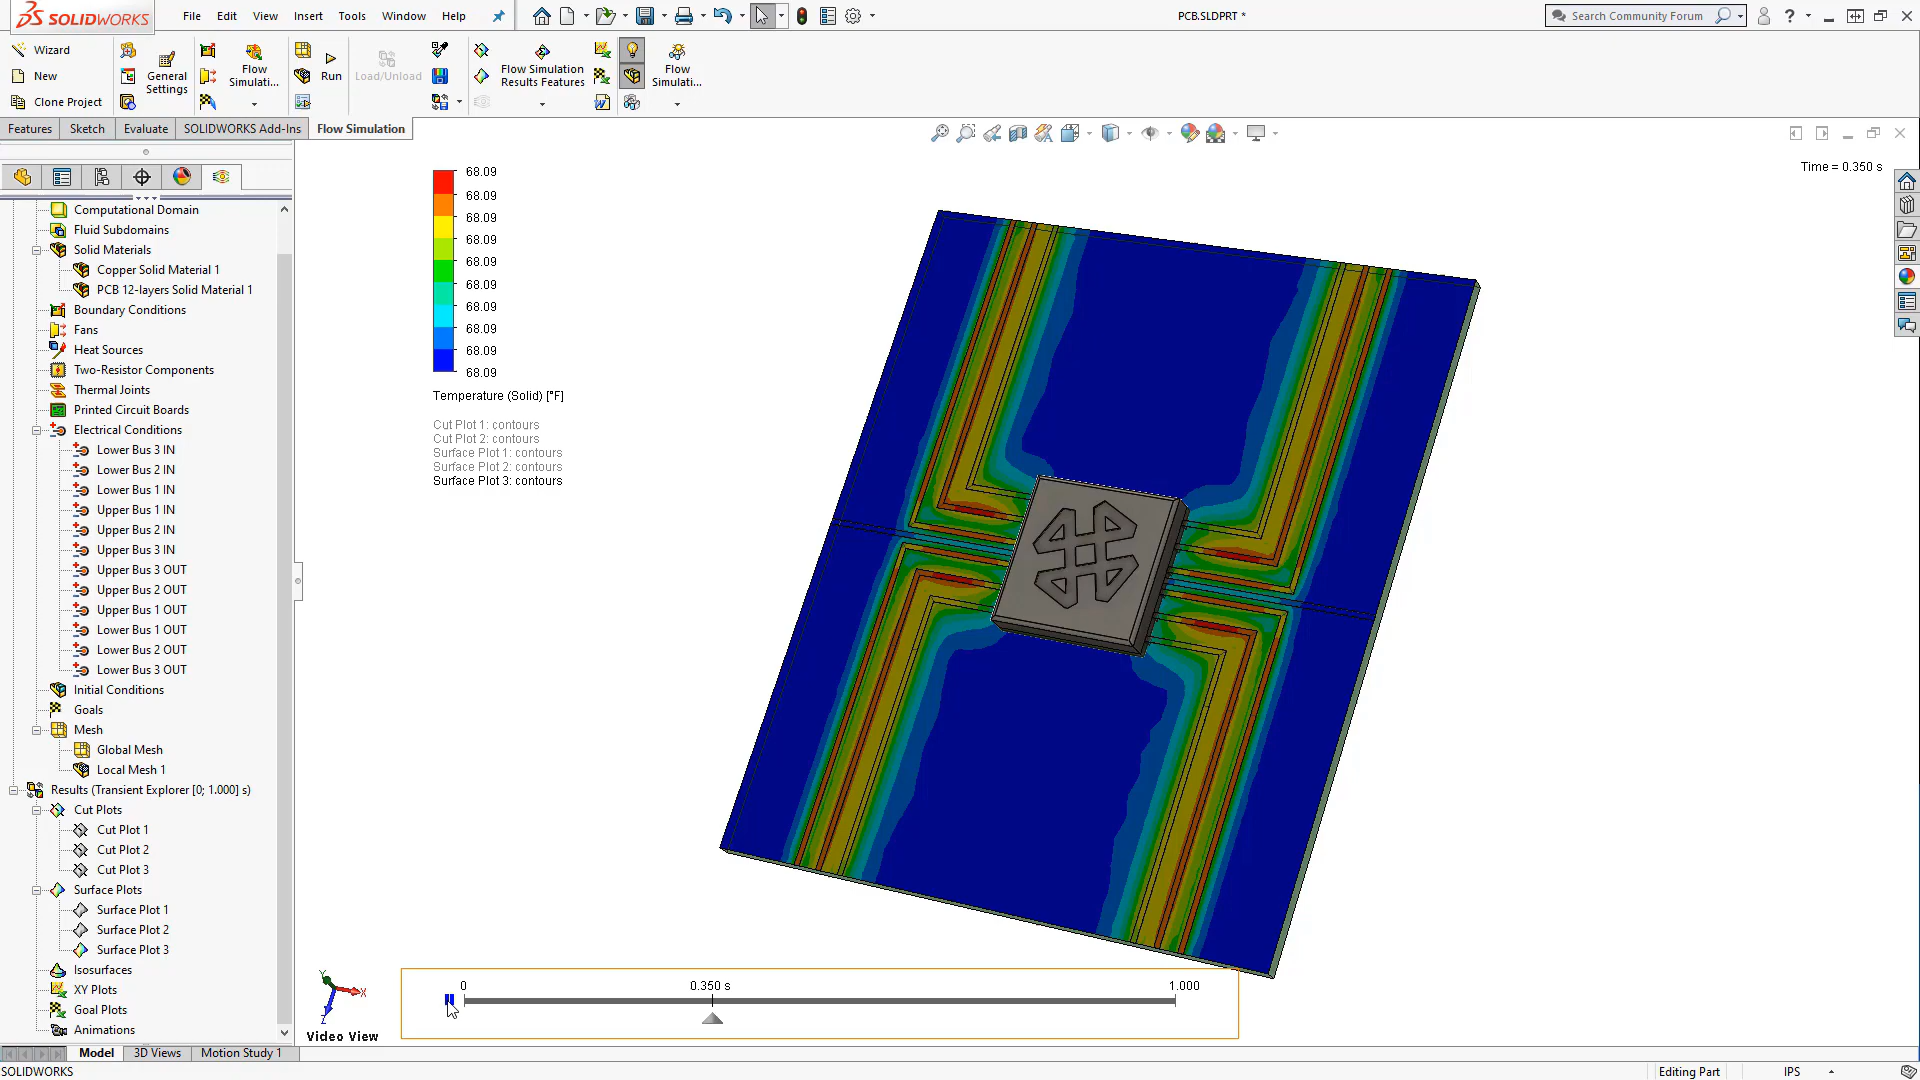 SOLIDWORKS
File Edit View Insert Tools Window Help
PCB.SLDPRT *
Search Community Forum
Wizard
New
Clone Project
General Settings
Flow Simulati...
Run
Load/Unload
Flow Simulation Results Features
Flow Simulati...
Features Sketch Evaluate SOLIDWORKS Add-Ins Flow Simulation
Computational Domain
Fluid Subdomains
Solid Materials
Copper Solid Material 1
PCB 12-layers Solid Material 1
Boundary Conditions
Fans
Heat Sources
Two-Resistor Components
Thermal Joints
Printed Circuit Boards
Electrical Conditions
Lower Bus 3 IN
Lower Bus 2 IN
Lower Bus 1 IN
Upper Bus 1 IN
Upper Bus 2 IN
Upper Bus 3 IN
Upper Bus 3 OUT
Upper Bus 2 OUT
Upper Bus 1 OUT
Lower Bus 1 OUT
Lower Bus 2 OUT
Lower Bus 3 OUT
Initial Conditions
Goals
Mesh
Global Mesh
Local Mesh 1
Results (Transient Explorer [0; 1.000] s)
Cut Plots
Cut Plot 1
Cut Plot 2
Cut Plot 3
Surface Plots
Surface Plot 1
Surface Plot 2
Surface Plot 3
Isosurfaces
XY Plots
Goal Plots
Animations
Time = 0.350 s
68.09
68.09
68.09
68.09
68.09
68.09
68.09
68.09
68.09
68.09
Temperature (Solid) [°F]
Cut Plot 1: contours
Cut Plot 2: contours
Surface Plot 1: contours
Surface Plot 2: contours
Surface Plot 3: contours
Y
X
Z
Video View
0 0.350 s 1.000
Model 3D Views Motion Study 1
SOLIDWORKS
Editing Part
IPS